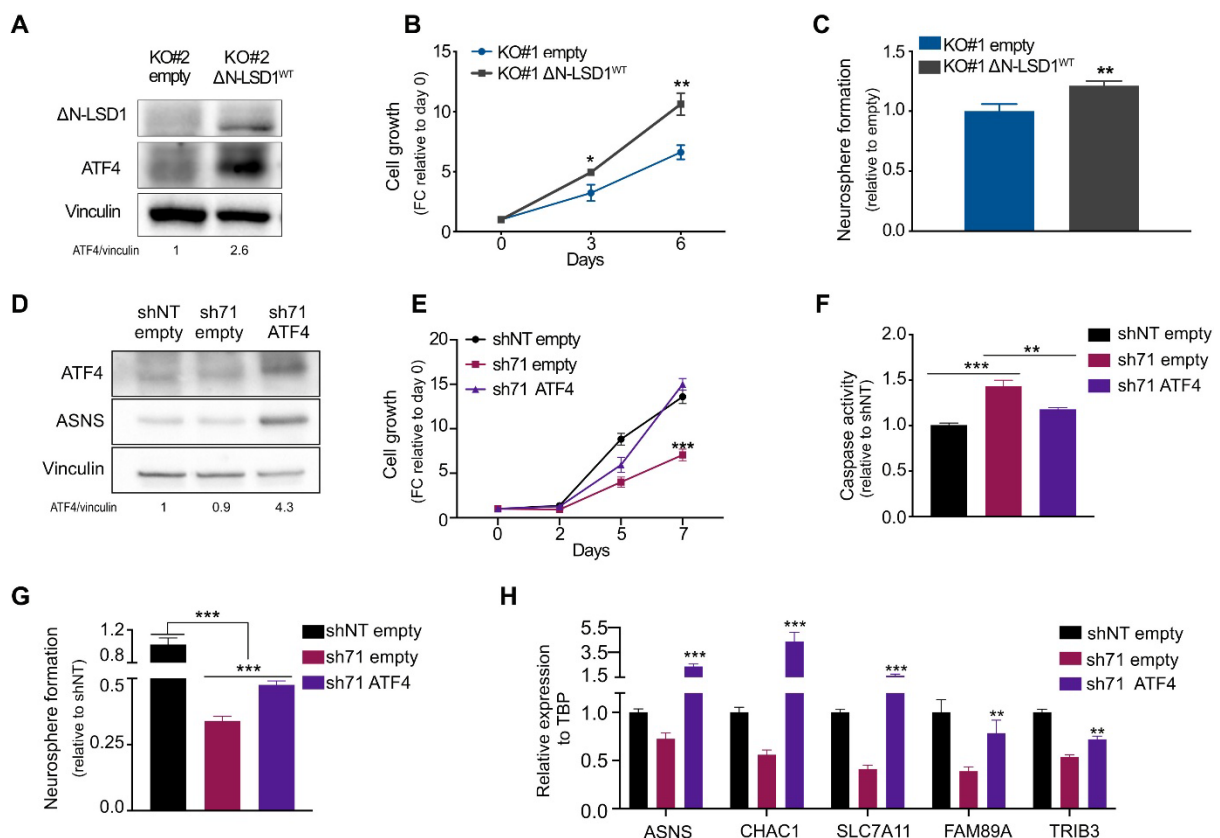 A
KO#2
empty
KO#2
ΔN-LSD1ᵂᵀ
ΔN-LSD1
ATF4
Vinculin
ATF4/vinculin 1 2.6
B
KO#1 empty
KO#1 ΔN-LSD1ᵂᵀ
Cell growth
(FC relative to day 0)
15
10
5
0
*
**
0 3 6
Days
C
KO#1 empty
KO#1 ΔN-LSD1ᵂᵀ
Neurosphere formation
(relative to empty)
1.5
1.0
0.5
0.0
**
D
shNT
empty
sh71
empty
sh71
ATF4
ATF4
ASNS
Vinculin
ATF4/vinculin 1 0.9 4.3
E
shNT empty
sh71 empty
sh71 ATF4
Cell growth
(FC relative to day 0)
20
15
10
5
0
***
0 2 5 7
Days
F
shNT empty
sh71 empty
sh71 ATF4
Caspase activity
(relative to shNT)
2.0
1.5
1.0
0.5
0.0
***
**
G
shNT empty
sh71 empty
sh71 ATF4
Neurosphere formation
(relative to shNT)
1.2
0.8
0.5
0.25
0.0
***
***
H
shNT empty
sh71 empty
sh71 ATF4
Relative expression
to TBP
5.5
3.5
1.5
1.0
0.5
0.0
***
***
***
**
**
ASNS CHAC1 SLC7A11 FAM89A TRIB3